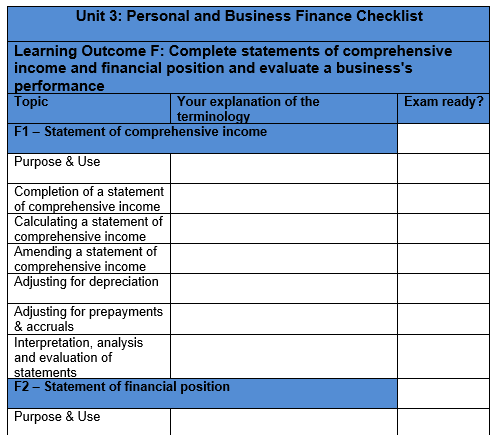 Unit 3: Personal and Business Finance Checklist
Learning Outcome F: Complete statements of comprehensive
income and financial position and evaluate a business's
performance
Topic Your explanation of the Exam ready?
terminology
F1 – Statement of comprehensive income
Purpose & Use
Completion of a statement
of comprehensive income
Calculating a statement of
comprehensive income
Amending a statement of
comprehensive income
Adjusting for depreciation
Adjusting for prepayments
& accruals
Interpretation, analysis
and evaluation of
statements
F2 – Statement of financial position
Purpose & Use